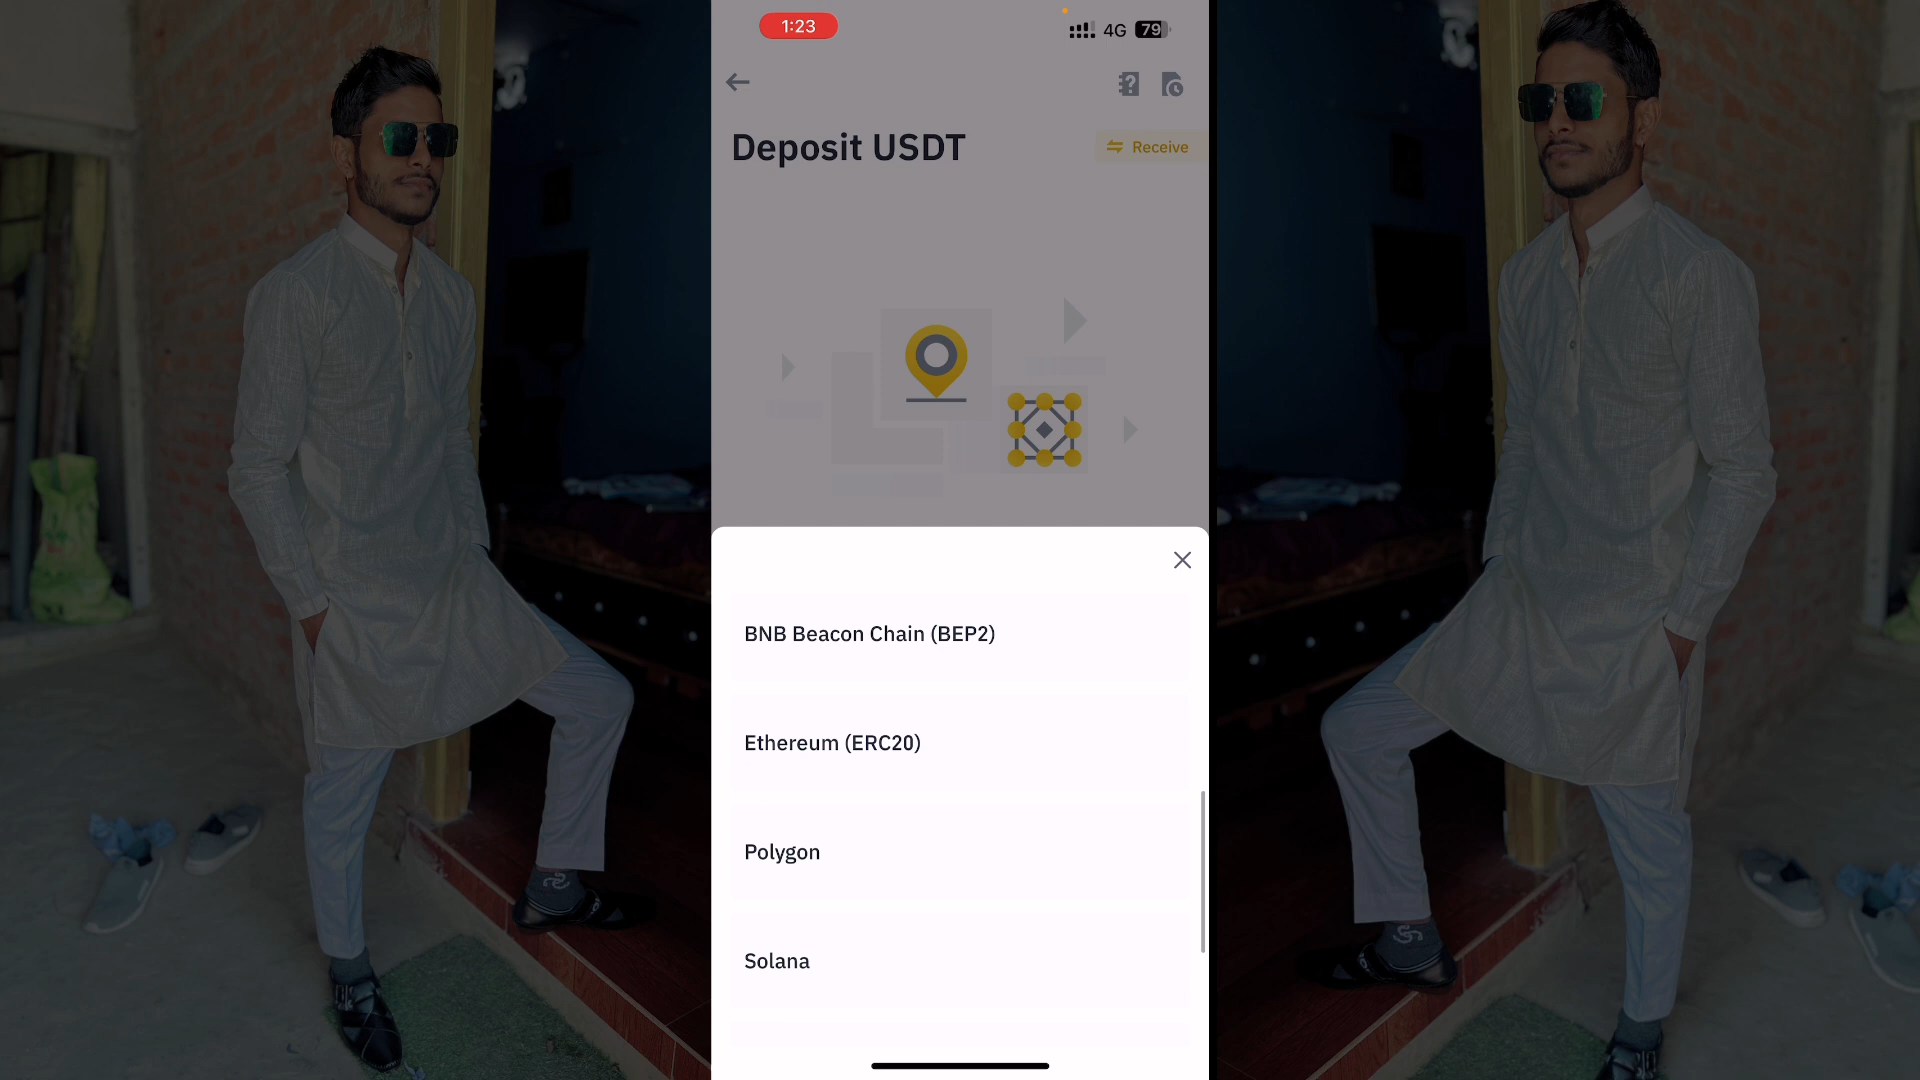 1:23
4G 79
Deposit USDT
Receive
BNB Beacon Chain (BEP2)
Ethereum (ERC20)
Polygon
Solana